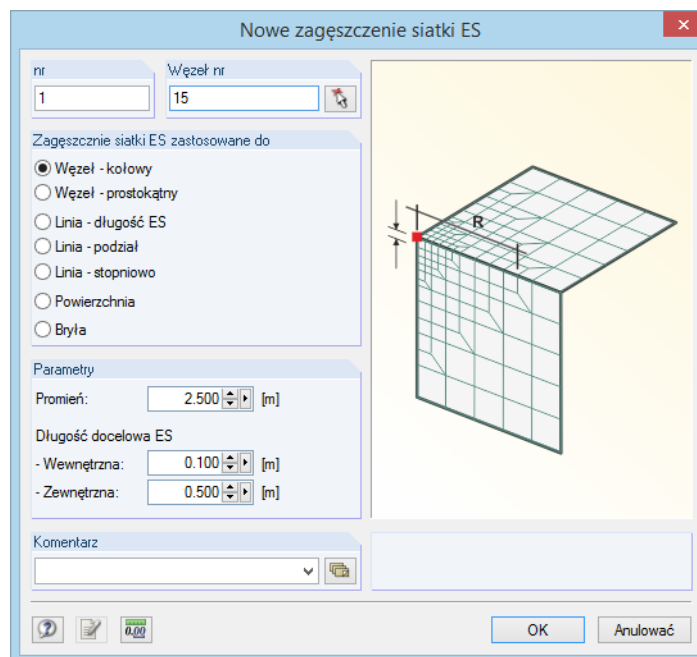 Nowe zagęszczenie siatki ES
nr
Węzeł nr
1
15
Zagęszcznie siatki ES zastosowane do
Węzeł - kołowy
Węzeł - prostokątny
Linia - długość ES
Linia - podział
Linia - stopniowo
Powierzchnia
Bryła
R
Parametry
Promień: 2.500 [m]
Długość docelowa ES
- Wewnętrzna: 0.100 [m]
- Zewnętrzna: 0.500 [m]
Komentarz
0.00
OK
Anulować